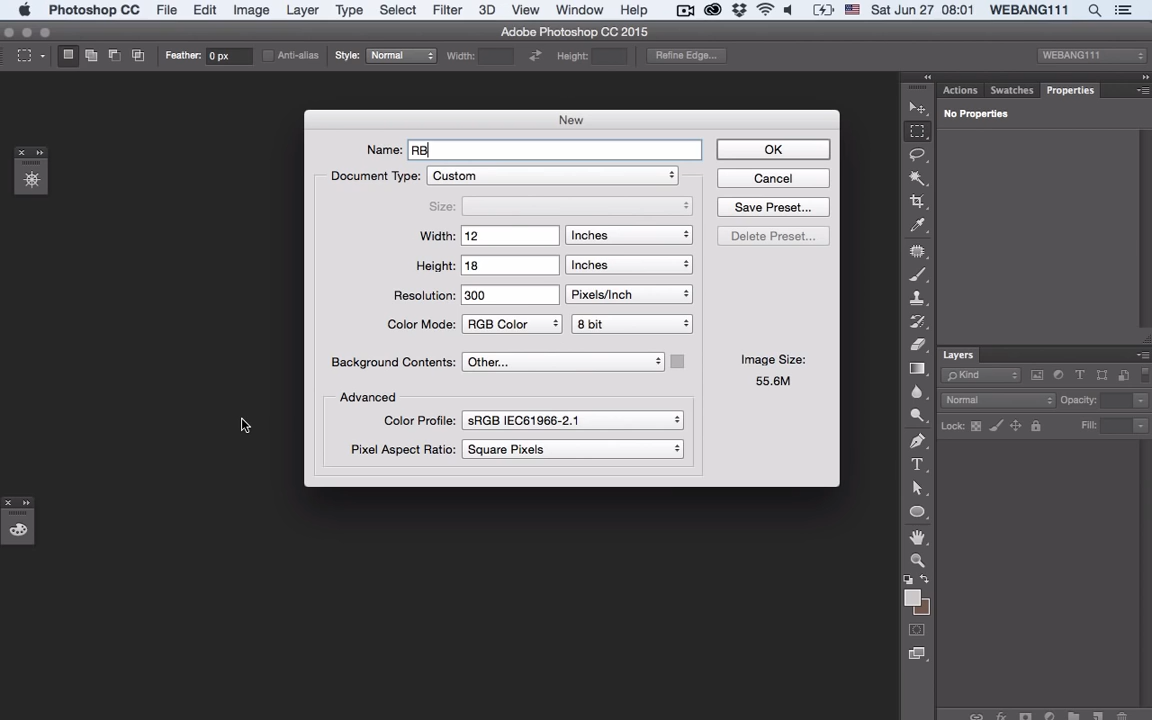 Photoshop CC File Edit Image Layer Type Select Filter 3D View Window Help Sat Jun 27 08:01 WEBANG111
Adobe Photoshop CC 2015
Feather: 0 px Anti-alias Style: Normal Width: Height: Refine Edge... WEBANG111
Actions Swatches Properties
No Properties
New
Name: RB OK
Document Type: Custom Cancel
Size: Save Preset...
Width: 12 Inches Delete Preset...
Height: 18 Inches
Resolution: 300 Pixels/Inch
Color Mode: RGB Color 8 bit
Background Contents: Other... Image Size:
55.6M
Advanced
Color Profile: sRGB IEC61966-2.1
Pixel Aspect Ratio: Square Pixels
Layers
Kind
Normal Opacity:
Lock: Fill: